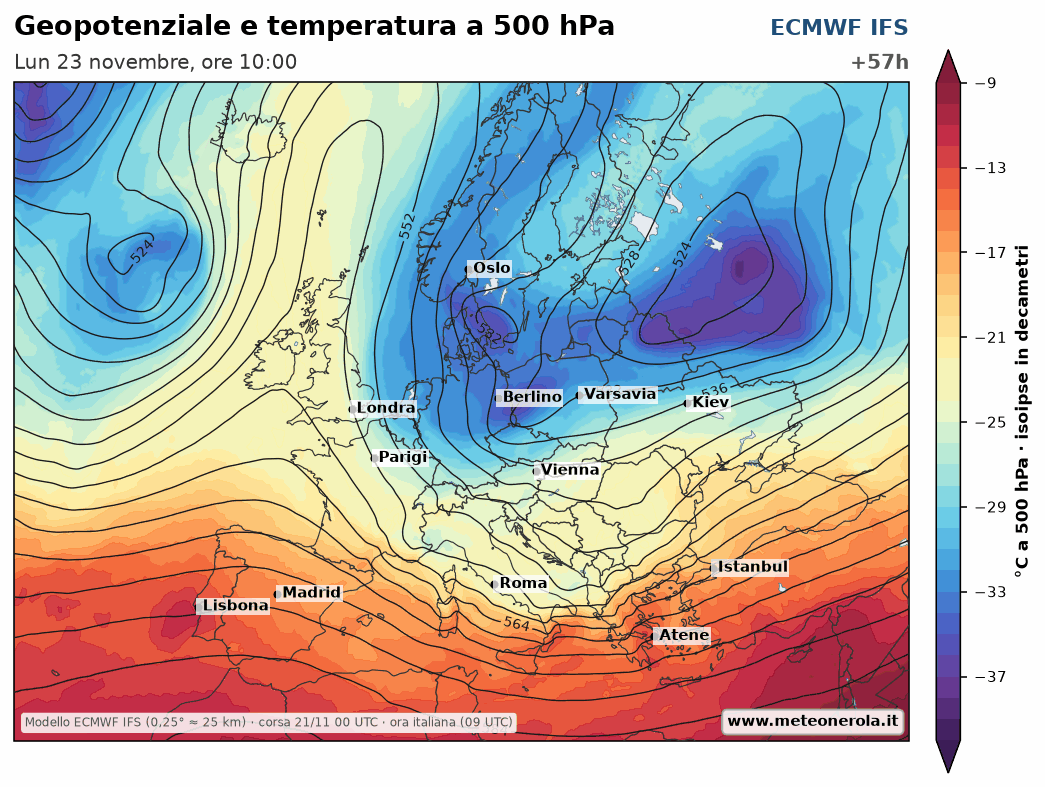 Geopotenziale e temperatura a 500 hPa
ECMWF IFS
Lun 23 novembre, ore 10:00
+57h
−9
−13
−17
−21
−25
−29
−33
−37
°C a 500 hPa · isoipse in decametri
552
524
528
524
Oslo
536
Berlino
Varsavia
Kiev
Londra
Parigi
Vienna
Istanbul
Roma
Madrid
Lisbona
564
Atene
Modello ECMWF IFS (0,25° ≈ 25 km) · corsa 21/11 00 UTC · ora italiana (09 UTC)
www.meteonerola.it